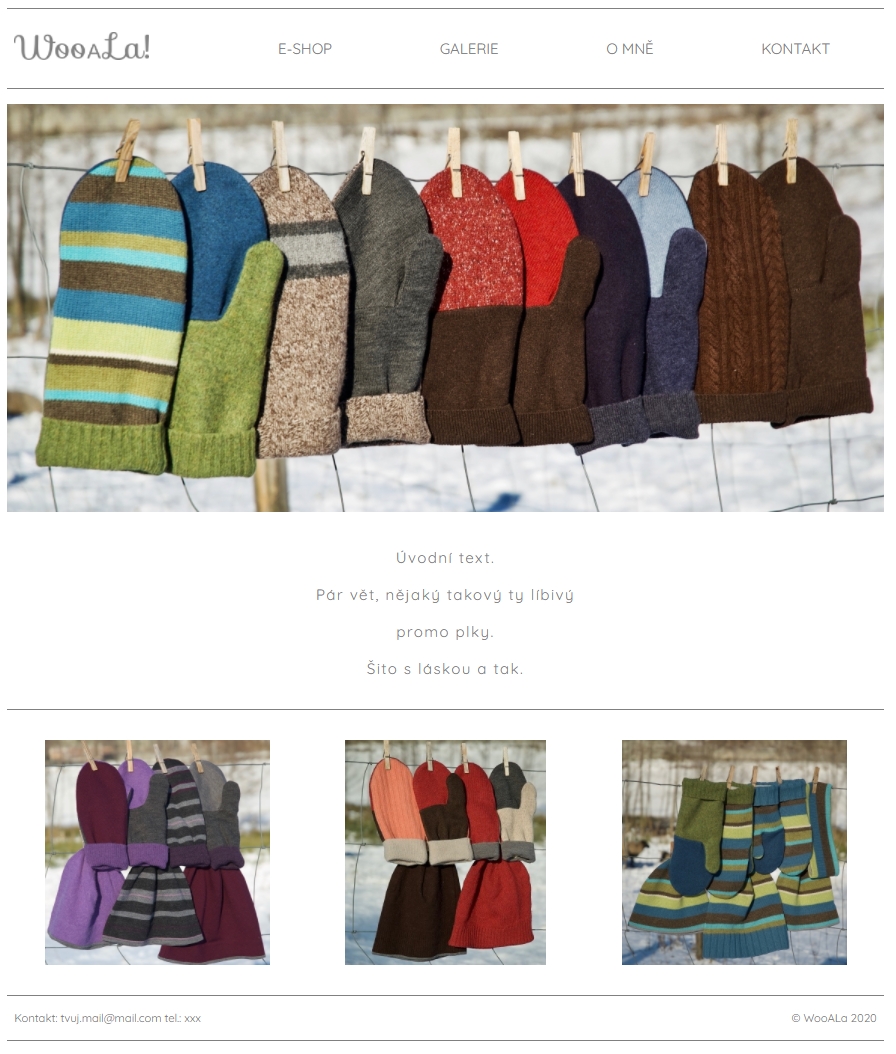 WooALa!
E-SHOP
GALERIE
O MNĚ
KONTAKT
Úvodní text.
Pár vět, nějaký takový ty líbivý
promo plky.
Šito s láskou a tak.
Kontakt: tvuj.mail@mail.com tel.: xxx
© WooALa 2020